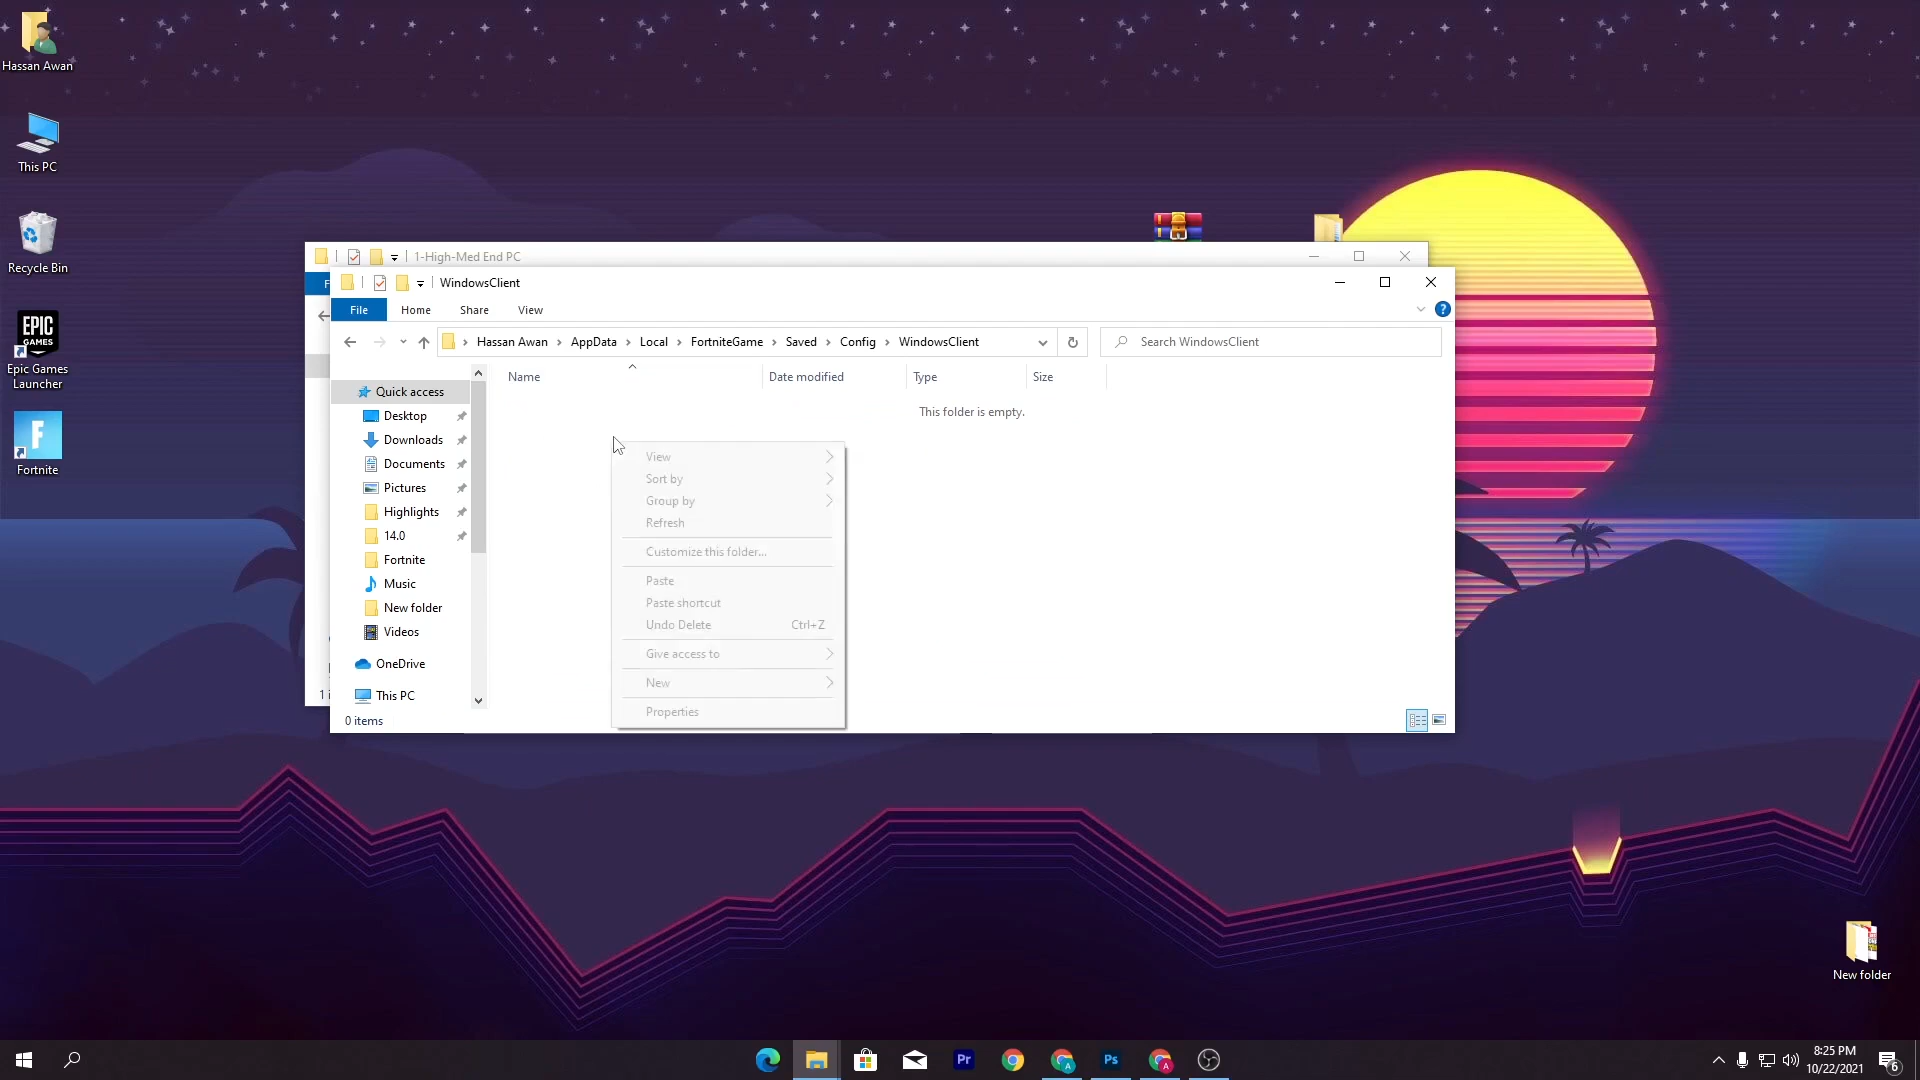 Hassan Awan
This PC
Recycle Bin
EPIC
GAMES
Epic Games
Launcher
F
Fortnite
1-High-Med End PC
WindowsClient
File
Home
Share
View
?
Hassan Awan
AppData
Local
FortniteGame
Saved
Config
WindowsClient
Search WindowsClient
Name
Date modified
Type
Size
This folder is empty.
Quick access
Desktop
Downloads
Documents
Pictures
Highlights
14.0
Fortnite
Music
New folder
Videos
OneDrive
This PC
0 items
View
Sort by
Group by
Refresh
Customize this folder...
Paste
Paste shortcut
Undo Delete Ctrl+Z
Give access to
New
Properties
New folder
Pr
A
Ps
A
8:25 PM
10/22/2021
6